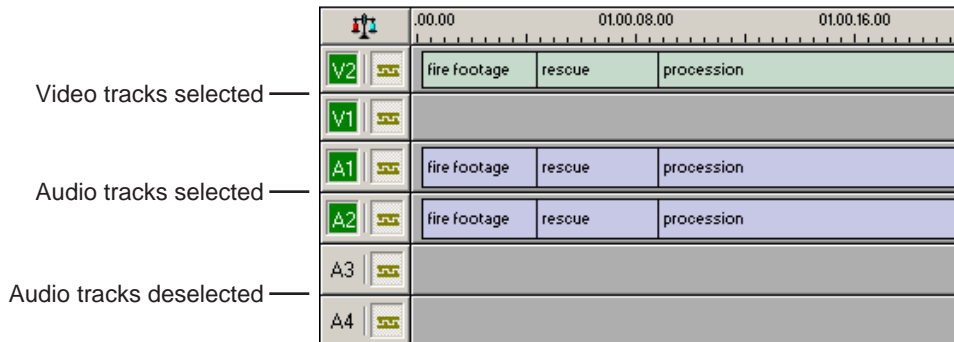 .00.00 01.00.08.00 01.00.16.00
V2 fire footage rescue procession
Video tracks selected
V1
A1 fire footage rescue procession
Audio tracks selected
A2 fire footage rescue procession
A3
Audio tracks deselected
A4